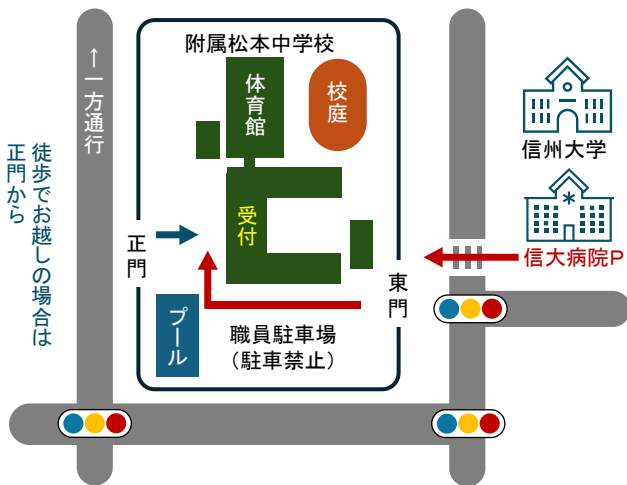 附属松本中学校
↑一方通行
体育館
校庭
信州大学
徒歩でお越しの場合は
正門から
受付
正門
信大病院P
東門
プール
職員駐車場
（駐車禁止）